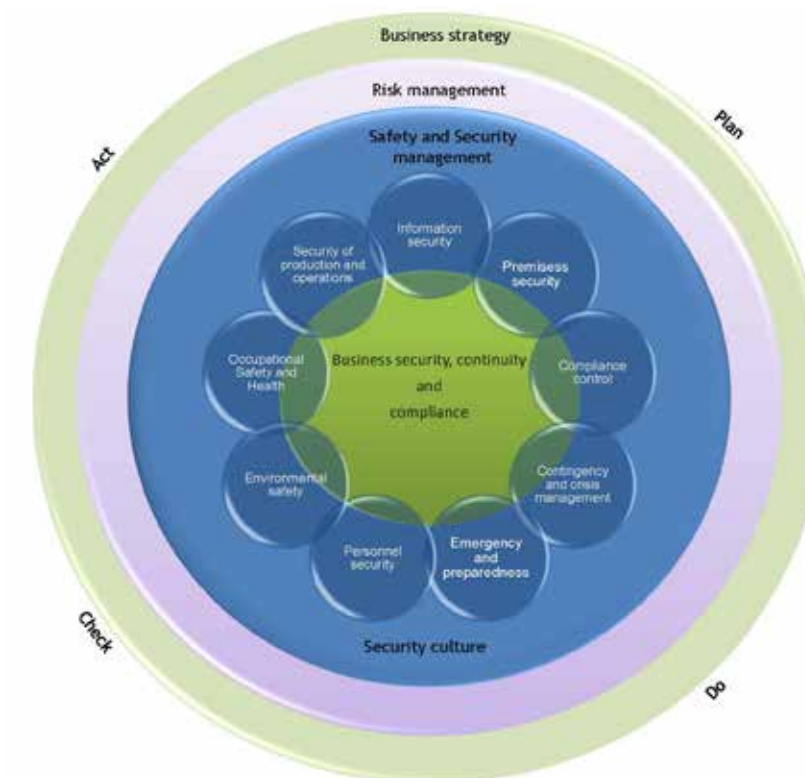 Business strategy
Risk management
Plan
Act
Safety and Security
management
Information
security
Security of
production and
operations
Premisess
security
Occupational
Safety and
Health
Business security, continuity
and
compliance
Compliance
control
Environmental
safety
Contingency
and crisis
management
Personnel
security
Emergency
and
preparedness
Check
Security culture
Do